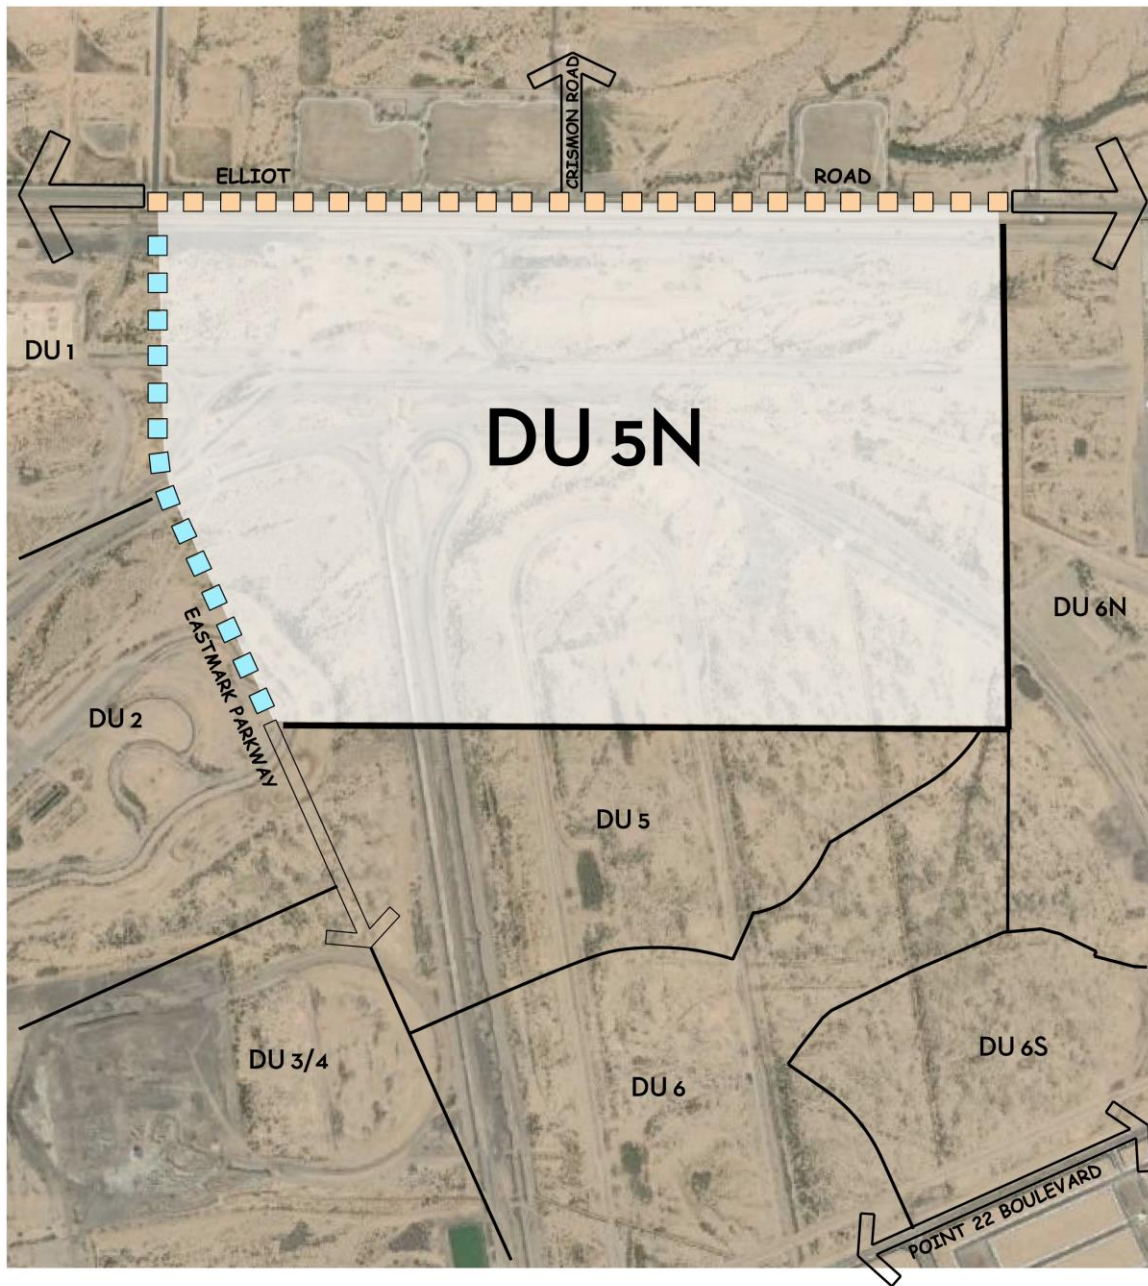 CRISMON ROAD
ELLIOT ROAD
DU 1
DU 5N
DU 6N
EASTMARK PARKWAY
DU 2
DU 5
DU 3/4
DU 6
DU 6S
POINT 22 BOULEVARD